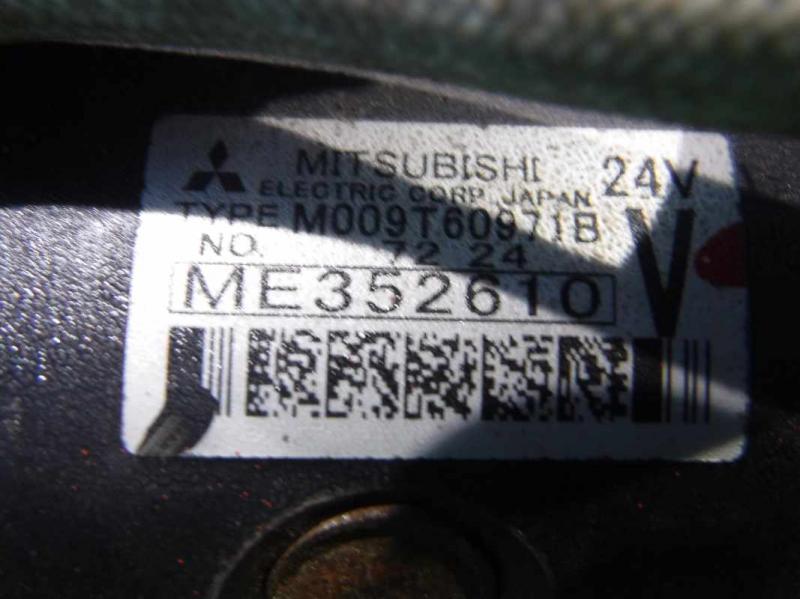 MITSUBISHI 24V
ELECTRIC CORP. JAPAN
TYPE M009T60971B V
NO. 72 24
ME352610